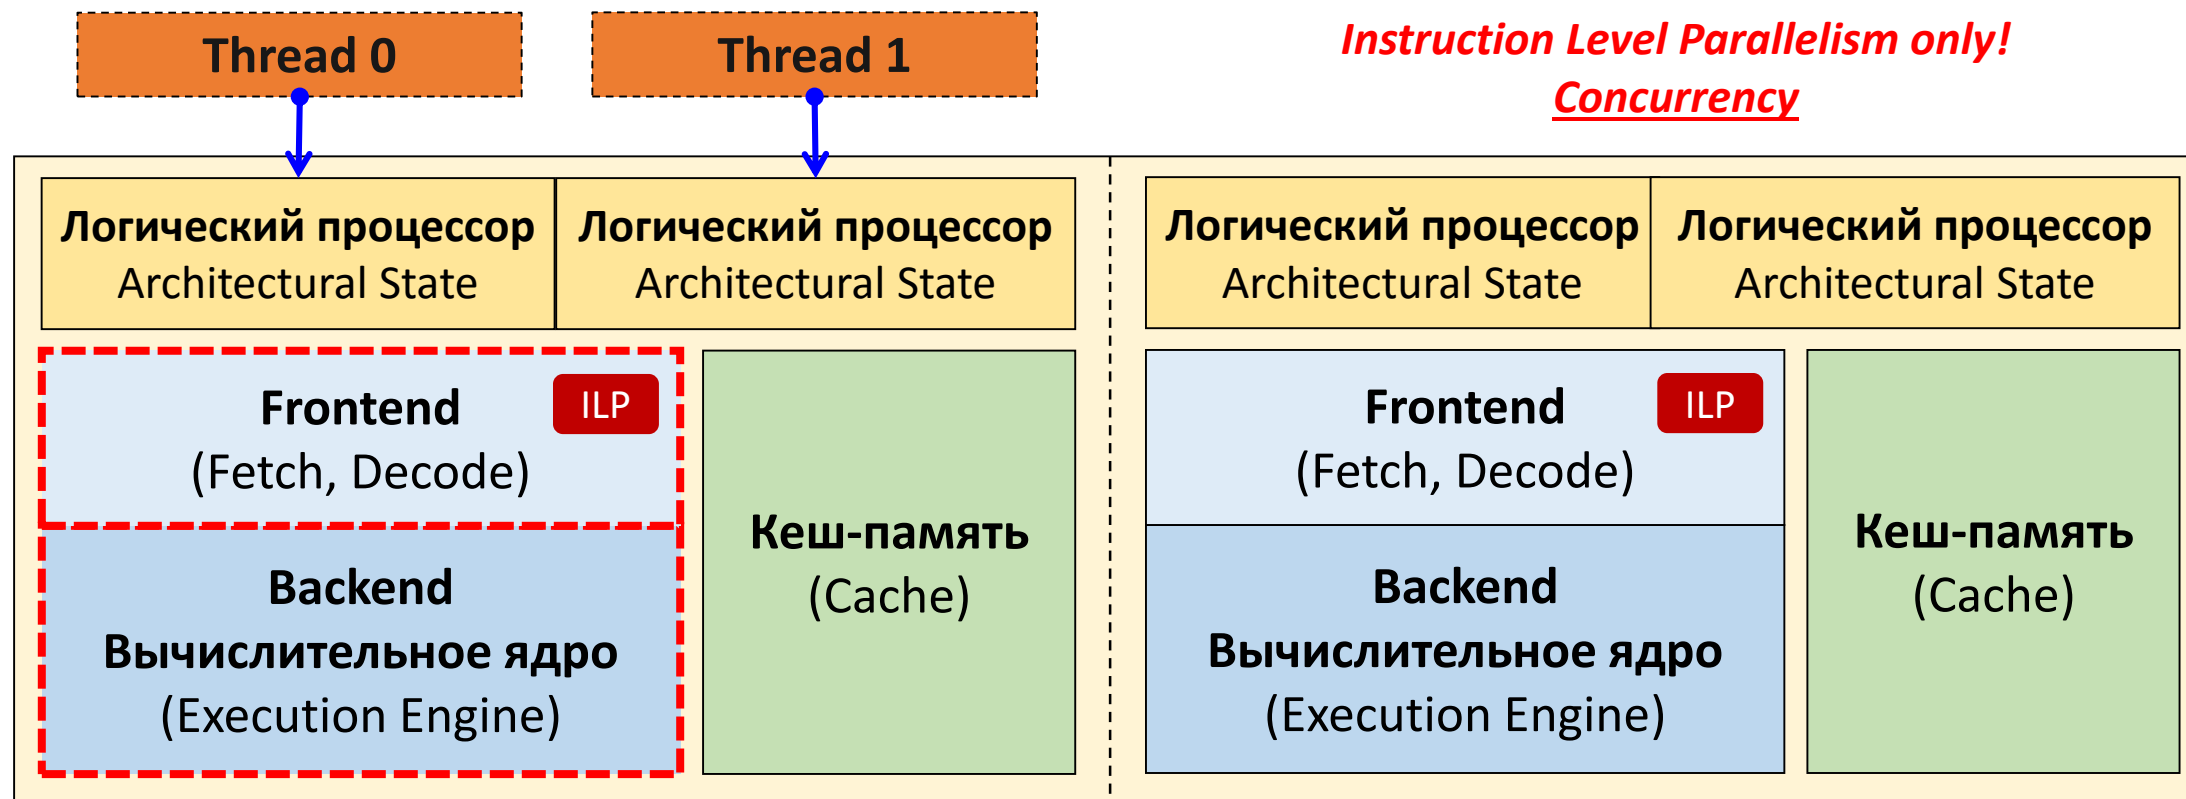 Thread 0
Thread 1
Instruction Level Parallelism only!
Concurrency
Логический процессор
Architectural State
Логический процессор
Architectural State
Логический процессор
Architectural State
Логический процессор
Architectural State
Frontend
ILP
(Fetch, Decode)
Backend
Вычислительное ядро
(Execution Engine)
Кеш-память
(Cache)
Frontend
ILP
(Fetch, Decode)
Backend
Вычислительное ядро
(Execution Engine)
Кеш-память
(Cache)